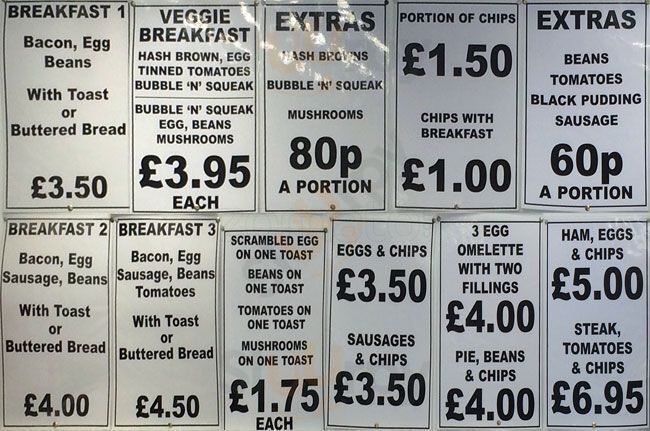 BREAKFAST 1
Bacon, Egg
Beans
With Toast
or
Buttered Bread
£3.50
VEGGIE
BREAKFAST
HASH BROWN, EGG
TINNED TOMATOES
BUBBLE 'N' SQUEAK
BUBBLE 'N' SQUEAK
EGG, BEANS
MUSHROOMS
£3.95
EACH
EXTRAS
HASH BROWNS
BUBBLE 'N' SQUEAK
MUSHROOMS
80p
A PORTION
PORTION OF CHIPS
£1.50
CHIPS WITH
BREAKFAST
£1.00
EXTRAS
BEANS
TOMATOES
BLACK PUDDING
SAUSAGE
60p
A PORTION
BREAKFAST 2
Bacon, Egg
Sausage, Beans
With Toast
or
Buttered Bread
£4.00
BREAKFAST 3
Bacon, Egg
Sausage, Beans
Tomatoes
With Toast
or
Buttered Bread
£4.50
SCRAMBLED EGG
ON ONE TOAST
BEANS ON
ONE TOAST
TOMATOES ON
ONE TOAST
MUSHROOMS
ON ONE TOAST
£1.75
EACH
EGGS & CHIPS
£3.50
SAUSAGES
& CHIPS
£3.50
3 EGG
OMELETTE
WITH TWO
FILLINGS
£4.00
PIE, BEANS
& CHIPS
£4.00
HAM, EGGS
& CHIPS
£5.00
STEAK,
TOMATOES
& CHIPS
£6.95